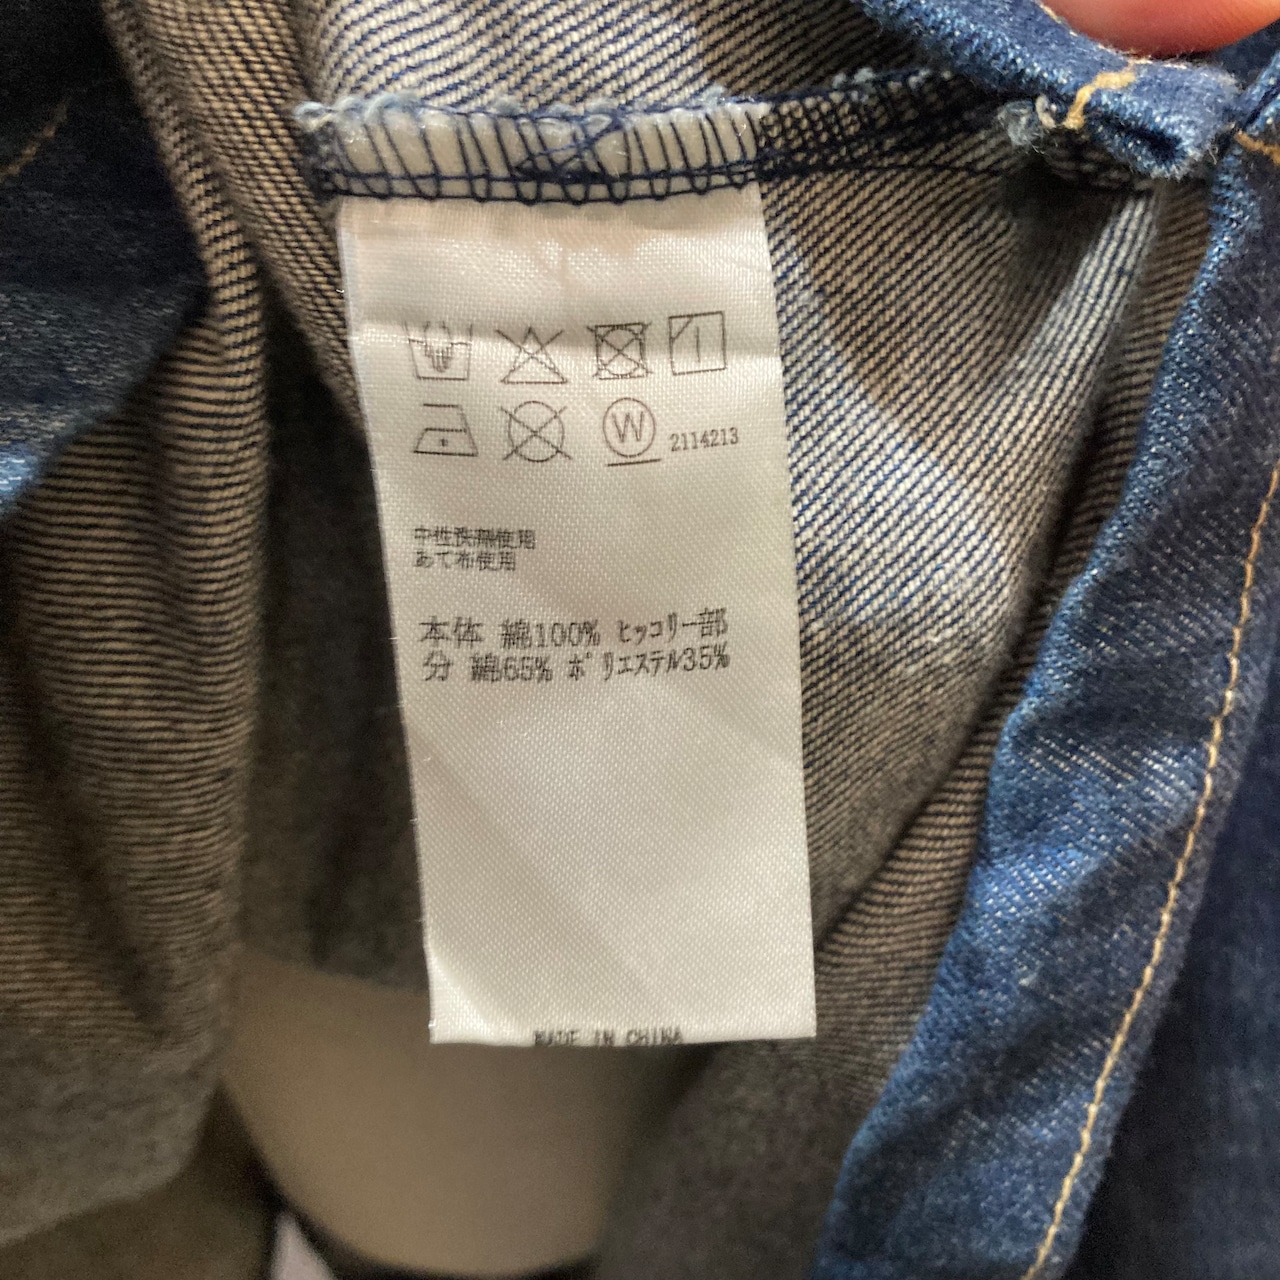 W 2114213
中性洗剤使用
あて布使用
本体 綿100% ヒッコリー部
分 綿65% ポリエステル35%
MADE IN CHINA